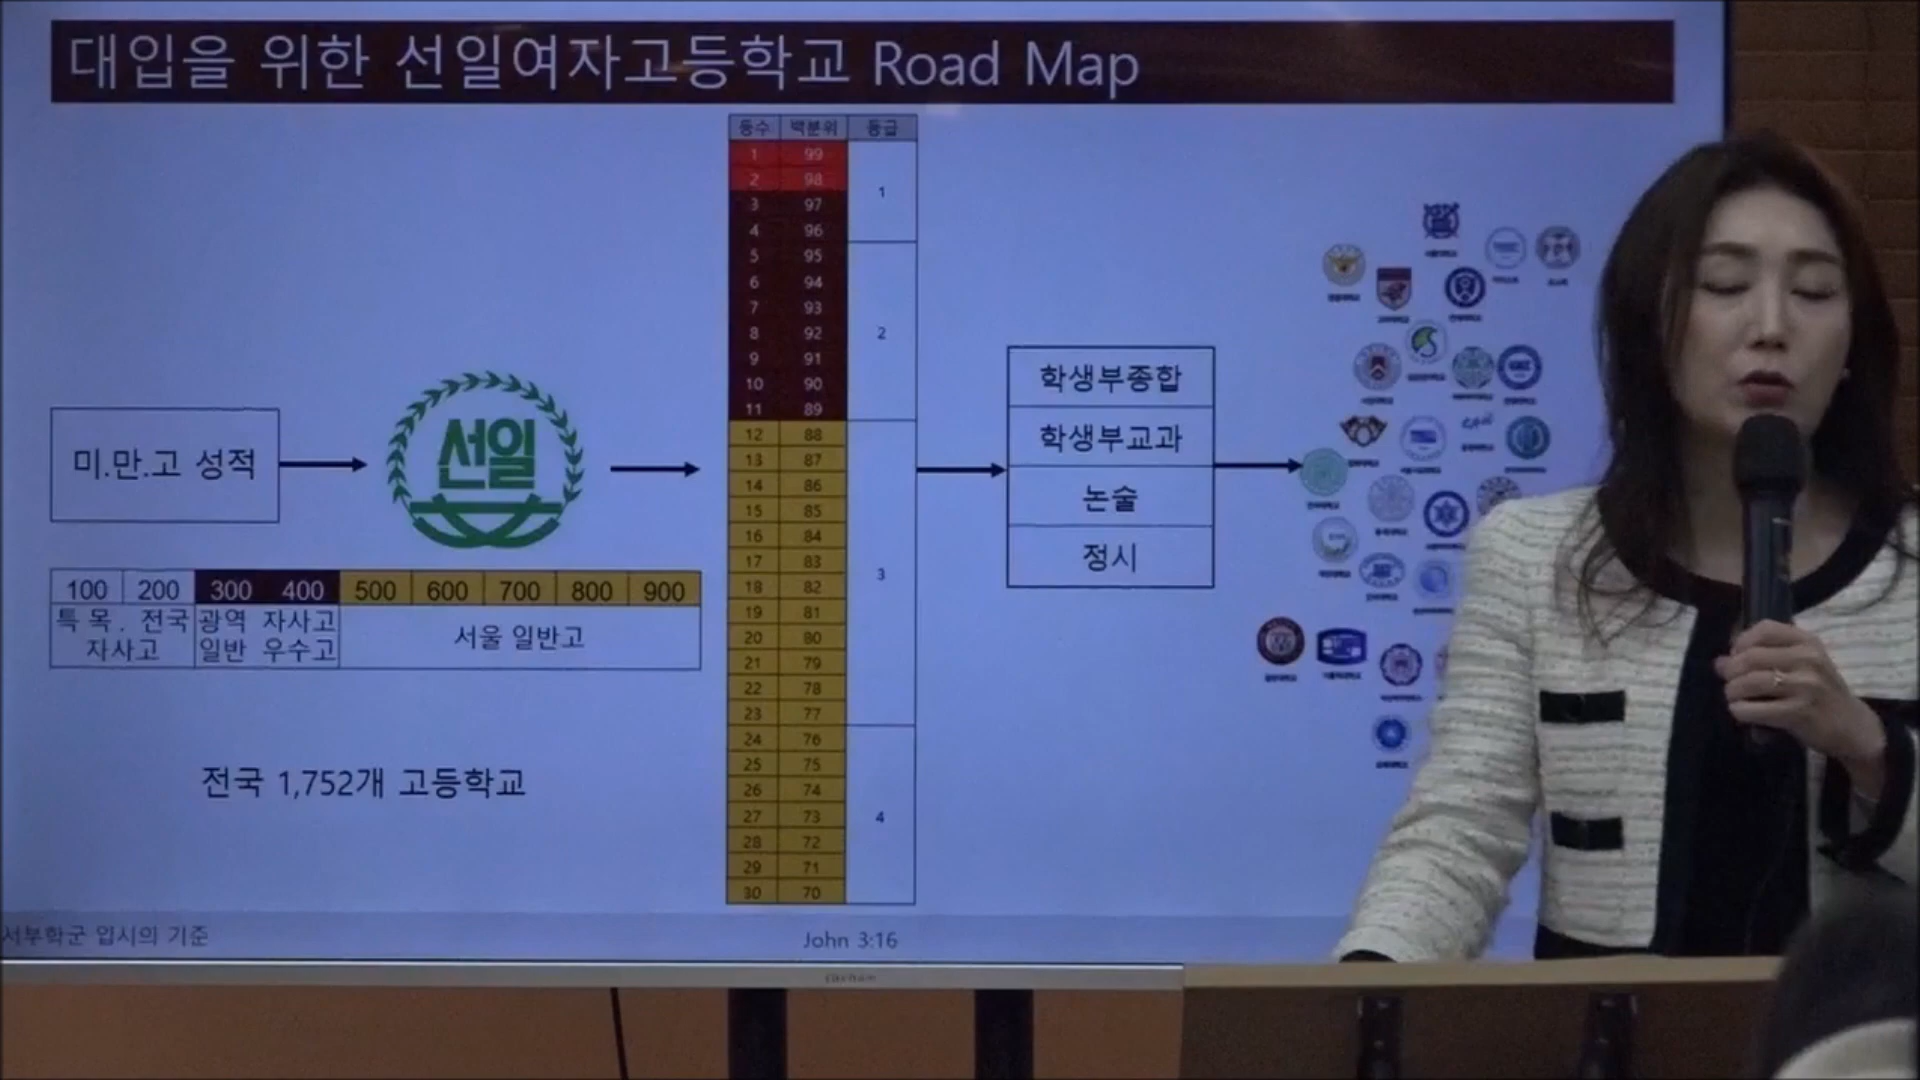 대입을 위한 선일여자고등학교 Road Map
등수 백분위 등급
1 99
2 98
3 97
4 96
1
5 95
6 94
7 93
8 92
9 91
10 90
11 89
2
12 88
13 87
14 86
15 85
16 84
17 83
18 82
19 81
20 80
21 79
22 78
23 77
3
24 76
25 75
26 74
27 73
28 72
29 71
30 70
4
미.만.고 성적
선일
100 200 300 400 500 600 700 800 900
특목. 전국
자사고
광역 자사고
일반 우수고
서울 일반고
전국 1,752개 고등학교
학생부종합
학생부교과
논술
정시
서부학군 입시의 기준
John 3:16